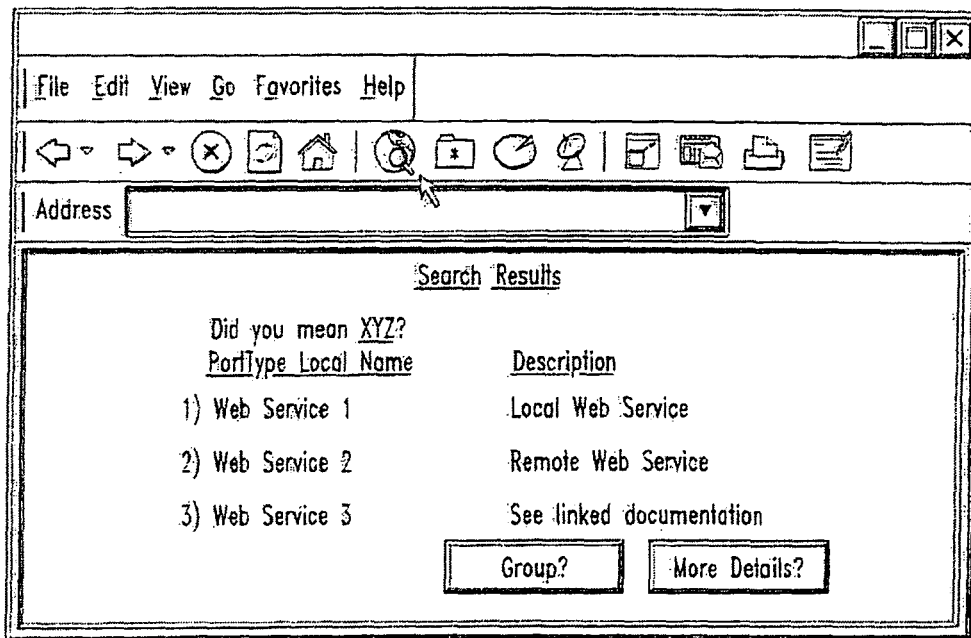 File Edit View Go Favorites Help
Address
Search Results
Did you mean XYZ?
PortType Local Name Description
1) Web Service 1 Local Web Service
2) Web Service 2 Remote Web Service
3) Web Service 3 See linked documentation
Group? More Details?